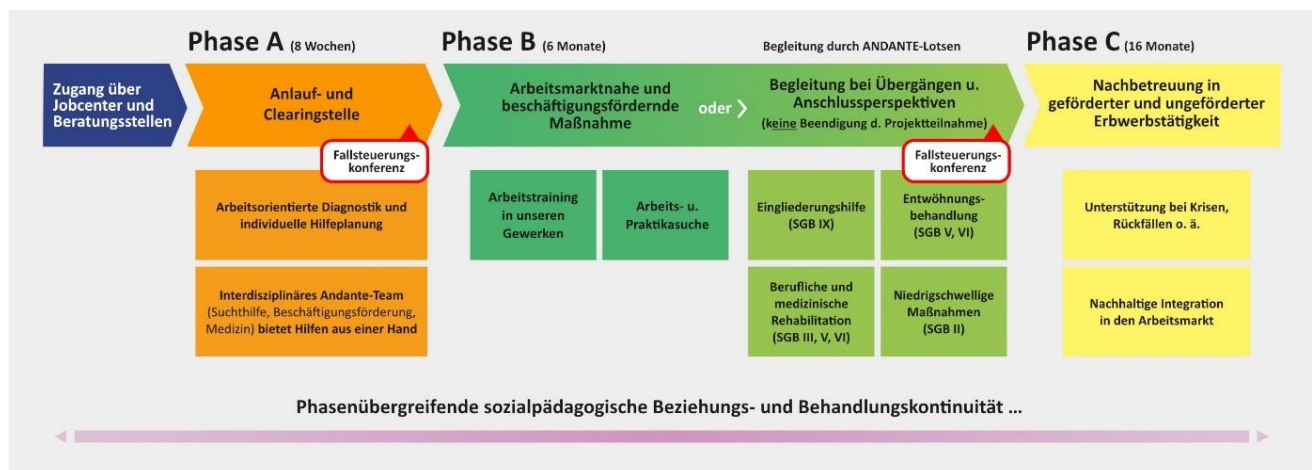 Phase A (8 Wochen)
Phase B (6 Monate)
Begleitung durch ANDANTE-Lotsen
Phase C (16 Monate)
Zugang über
Jobcenter und
Beratungsstellen
Anlauf- und
Clearingstelle
Fallsteuerungs-
konferenz
Arbeitsmarktnahe und
beschäftigungsfördernde
Maßnahme
oder
Begleitung bei Übergängen u.
Anschlussperspektiven
(keine Beendigung d. Projektteilnahme)
Fallsteuerungs-
konferenz
Nachbetreuung in
geförderter und ungeförderter
Erbwerbstätigkeit
Arbeitsorientierte Diagnostik und
individuelle Hilfeplanung
Interdisziplinäres Andante-Team
(Suchthilfe, Beschäftigungsförderung,
Medizin) bietet Hilfen aus einer Hand
Arbeitstraining
in unseren
Gewerken
Arbeits- u.
Praktikasuche
Eingliederungshilfe
(SGB IX)
Entwöhnungs-
behandlung
(SGB V, VI)
Berufliche und
medizinische
Rehabilitation
(SGB III, V, VI)
Niedrigschwellige
Maßnahmen
(SGB II)
Unterstützung bei Krisen,
Rückfällen o. ä.
Nachhaltige Integration
in den Arbeitsmarkt
Phasenübergreifende sozialpädagogische Beziehungs- und Behandlungskontinuität ...